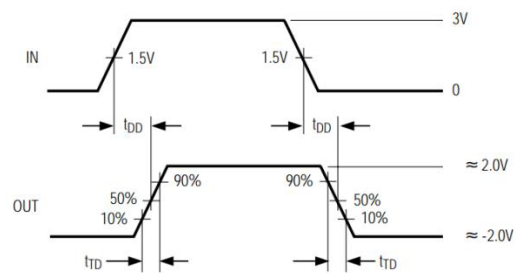 3V
IN
1.5V
1.5V
0
tDD
tDD
≈ 2.0V
90%
90%
OUT
50%
50%
10%
10%
≈ -2.0V
tTD
tTD